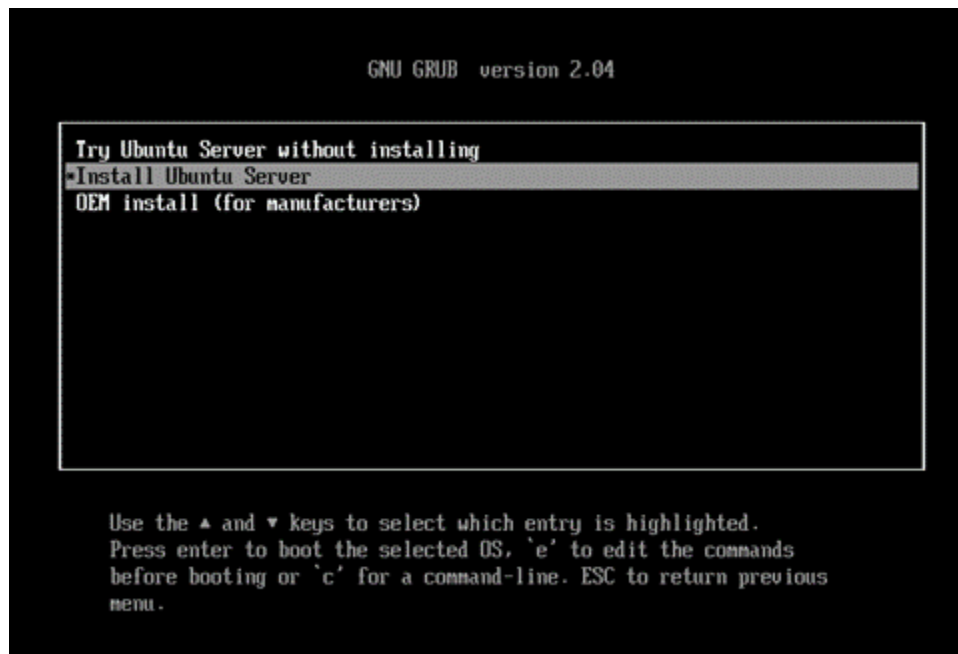 GNU GRUB version 2.04
Try Ubuntu Server without installing
*Install Ubuntu Server
OEM install (for manufacturers)
Use the ▲ and ▼ keys to select which entry is highlighted.
Press enter to boot the selected OS, `e' to edit the commands
before booting or `c' for a command-line. ESC to return previous
menu.